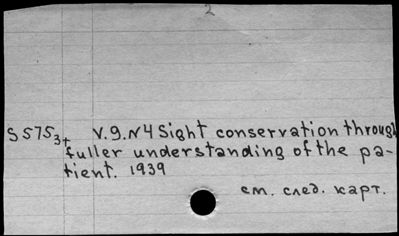 2
S575₃+ V.9.N4 Sight conservation through
fuller understanding of the pa-
tient. 1939
см. след. карт.